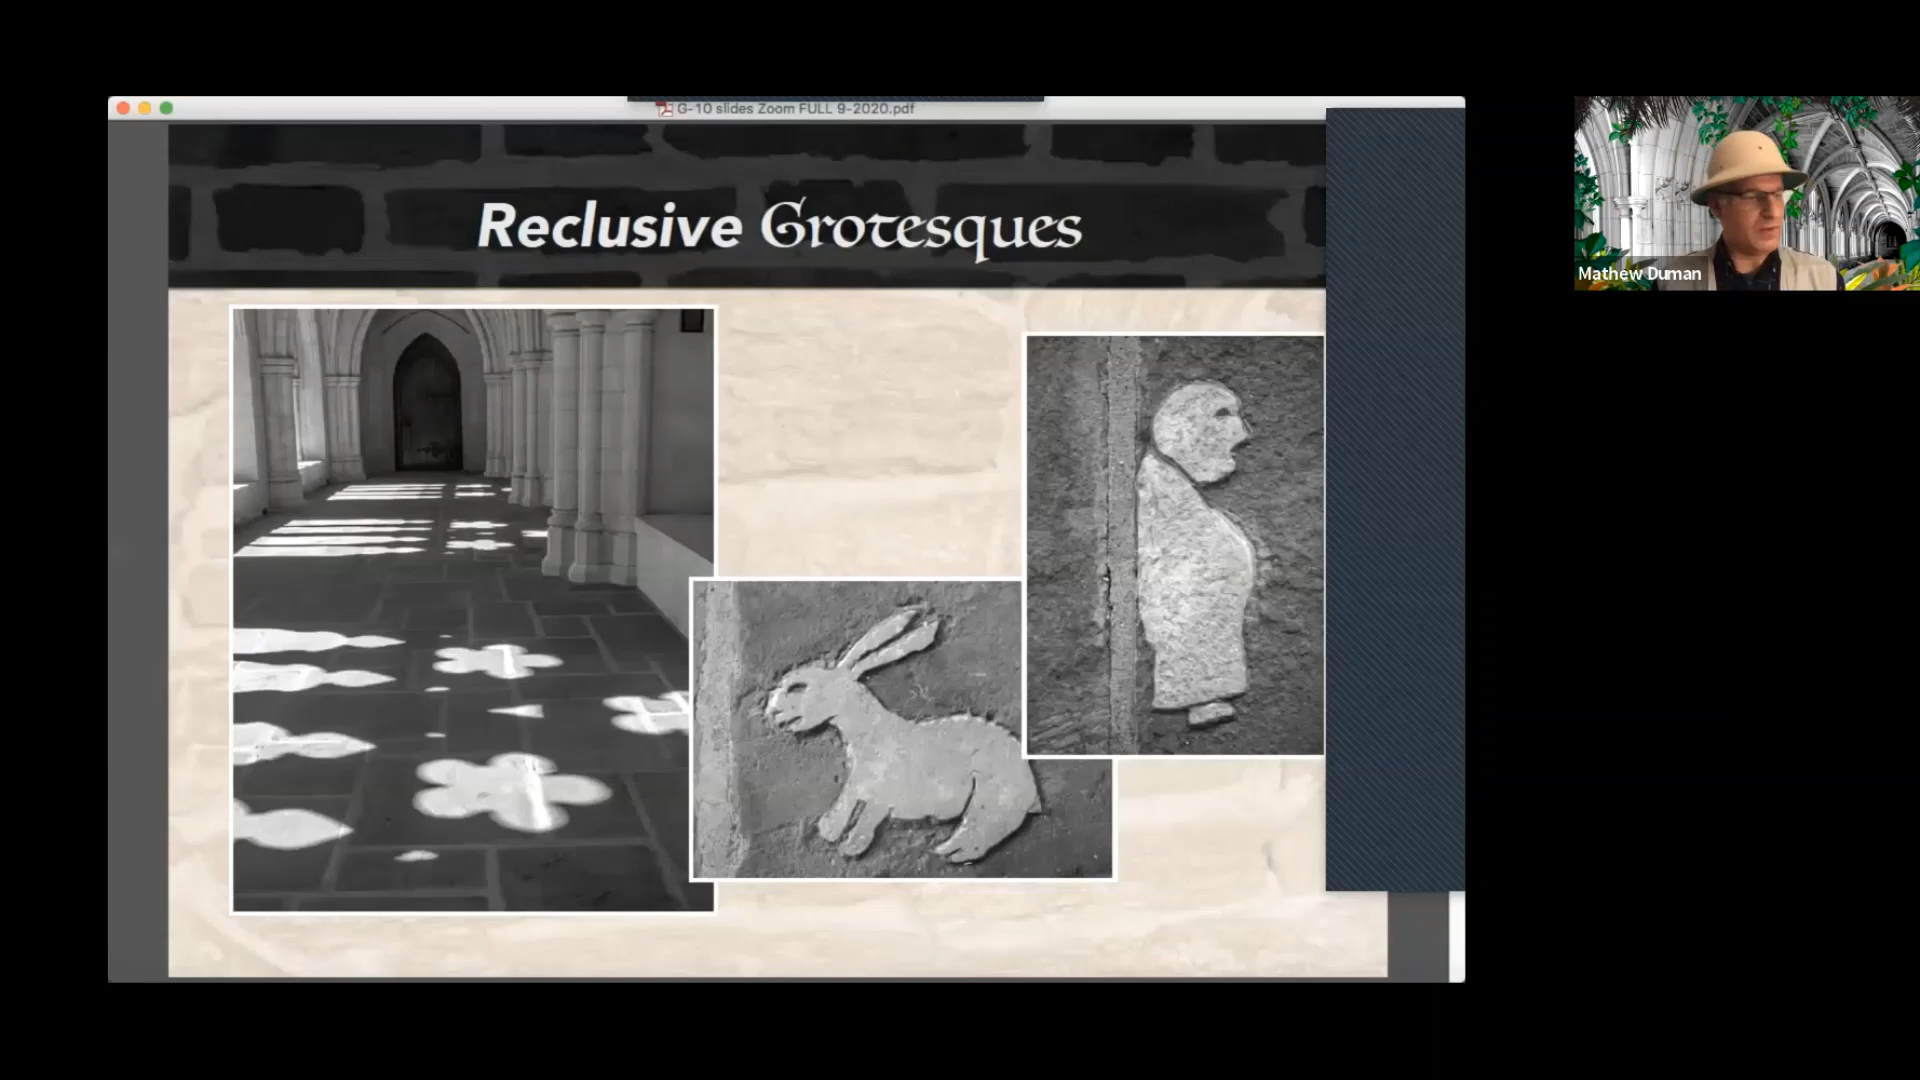 G-10 slides Zoom FULL 9-2020.pdf
Reclusive Grotesques
Mathew Duman